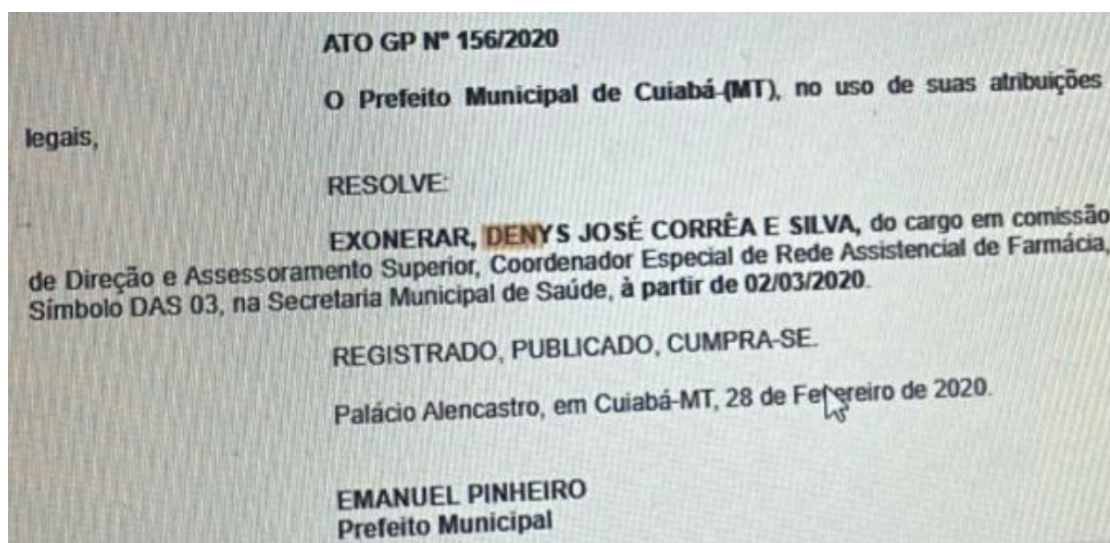 ATO GP Nº 156/2020
O Prefeito Municipal de Cuiabá-(MT), no uso de suas atribuições
legais,
RESOLVE:
EXONERAR, DENYS JOSÉ CORRÊA E SILVA, do cargo em comissão
de Direção e Assessoramento Superior, Coordenador Especial de Rede Assistencial de Farmácia,
Símbolo DAS 03, na Secretaria Municipal de Saúde, à partir de 02/03/2020.
REGISTRADO, PUBLICADO, CUMPRA-SE.
Palácio Alencastro, em Cuiabá-MT, 28 de Fevereiro de 2020.
EMANUEL PINHEIRO
Prefeito Municipal